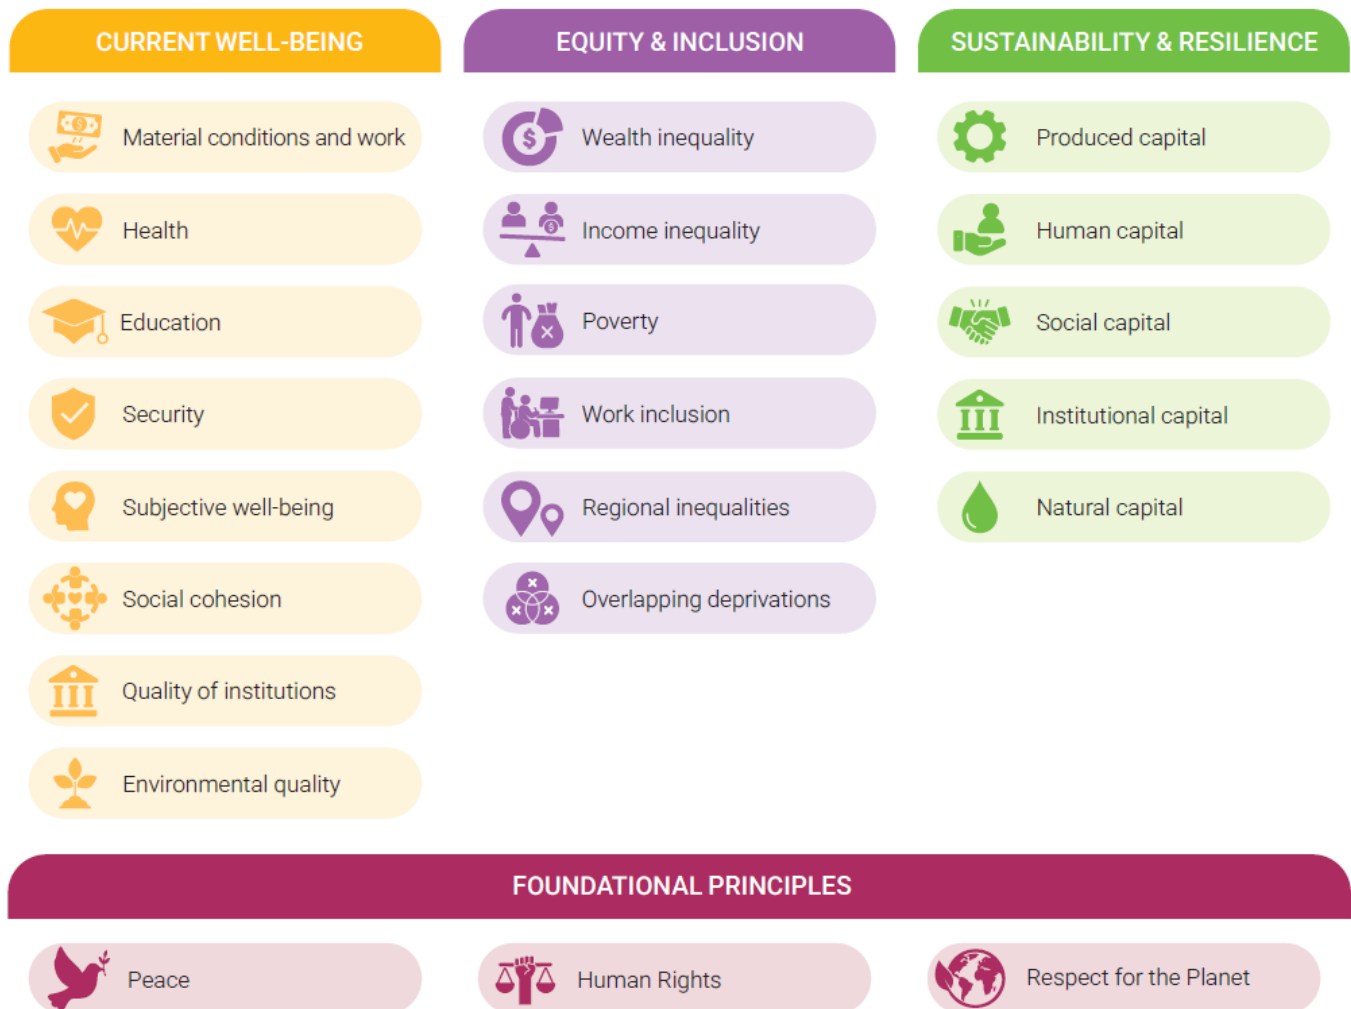 CURRENT WELL-BEING
Material conditions and work
Health
Education
Security
Subjective well-being
Social cohesion
Quality of institutions
Environmental quality
EQUITY & INCLUSION
$
Wealth inequality
$
Income inequality
Poverty
Work inclusion
Regional inequalities
Overlapping deprivations
SUSTAINABILITY & RESILIENCE
Produced capital
Human capital
Social capital
Institutional capital
Natural capital
FOUNDATIONAL PRINCIPLES
Peace
Human Rights
Respect for the Planet